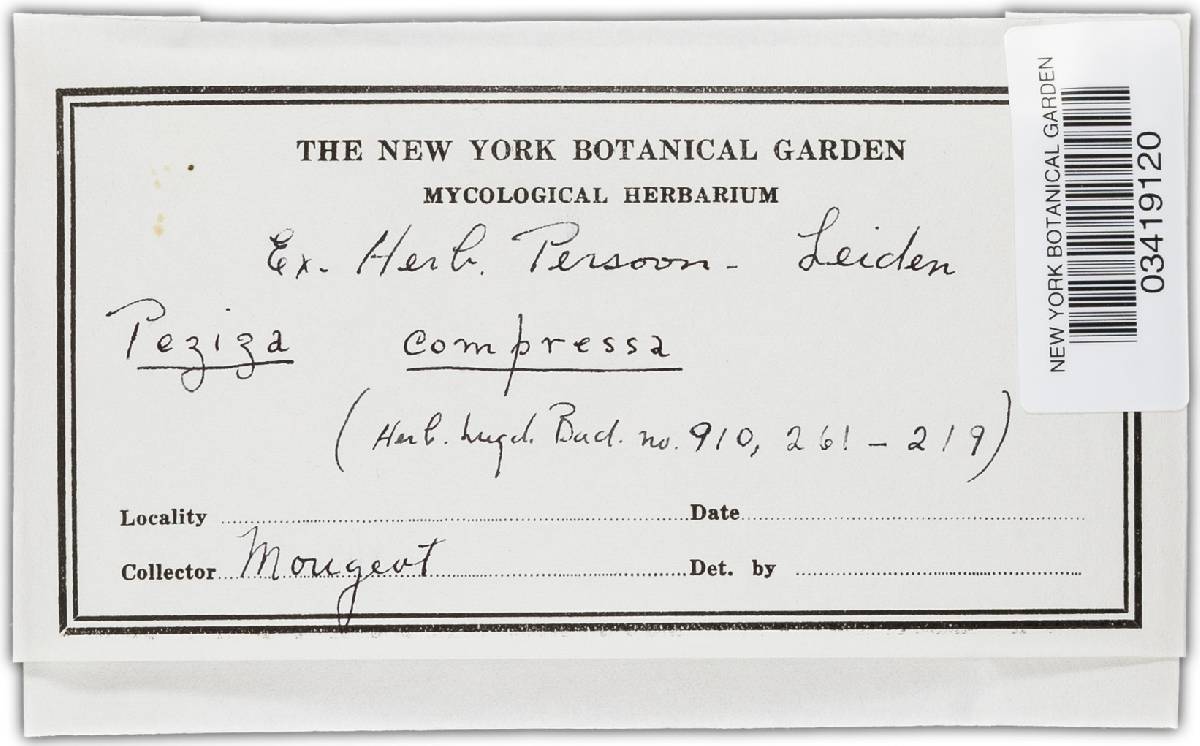 THE NEW YORK BOTANICAL GARDEN
MYCOLOGICAL HERBARIUM
Ex. Herb. Persoon - Leiden
Peziza compressa
(Herb. Lugd. Bad. no. 910, 261 - 219)
Locality Date
Collector Mougeot Det. by
NEW YORK BOTANICAL GARDEN
03419120